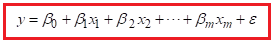 y = β₀ + β₁x₁ + β₂x₂ + ⋯ + βₘxₘ + ε